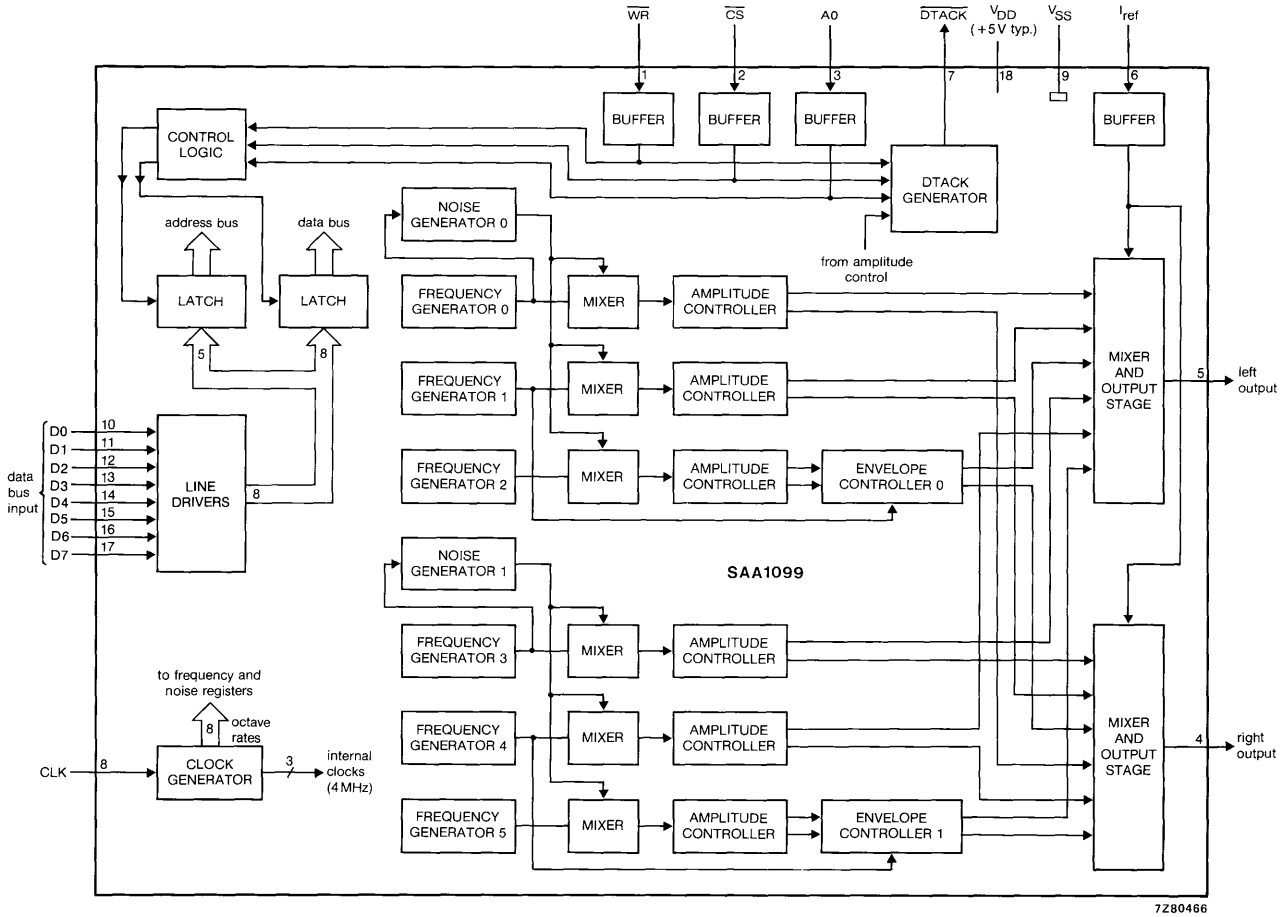 WR
CS
A0
DTACK
VDD
(+5V typ.)
VSS
Iref
1
2
3
7
18
9
6
BUFFER
BUFFER
BUFFER
BUFFER
CONTROL
LOGIC
DTACK
GENERATOR
from amplitude
control
NOISE
GENERATOR 0
address bus
data bus
LATCH
LATCH
5
8
FREQUENCY
GENERATOR 0
MIXER
AMPLITUDE
CONTROLLER
FREQUENCY
GENERATOR 1
MIXER
AMPLITUDE
CONTROLLER
FREQUENCY
GENERATOR 2
MIXER
AMPLITUDE
CONTROLLER
ENVELOPE
CONTROLLER 0
MIXER
AND
OUTPUT
STAGE
5
left
output
data
bus
input
D0
D1
D2
D3
D4
D5
D6
D7
10
11
12
13
14
15
16
17
LINE
DRIVERS
8
NOISE
GENERATOR 1
SAA1099
FREQUENCY
GENERATOR 3
MIXER
AMPLITUDE
CONTROLLER
FREQUENCY
GENERATOR 4
MIXER
AMPLITUDE
CONTROLLER
FREQUENCY
GENERATOR 5
MIXER
AMPLITUDE
CONTROLLER
ENVELOPE
CONTROLLER 1
MIXER
AND
OUTPUT
STAGE
4
right
output
to frequency and
noise registers
8
octave
rates
CLK
8
CLOCK
GENERATOR
3
internal
clocks
(4MHz)
7Z80466